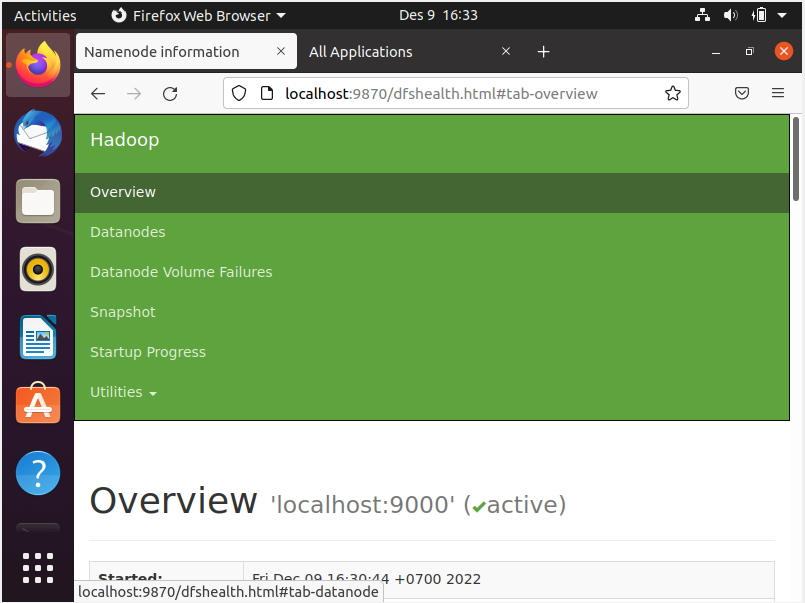 Activities Firefox Web Browser Des 9 16:33
Namenode information All Applications
localhost:9870/dfshealth.html#tab-overview
Hadoop
Overview
Datanodes
Datanode Volume Failures
Snapshot
Startup Progress
Utilities
Overview 'localhost:9000' (✔active)
Started: Fri Dec 09 16:30:44 +0700 2022
localhost:9870/dfshealth.html#tab-datanode